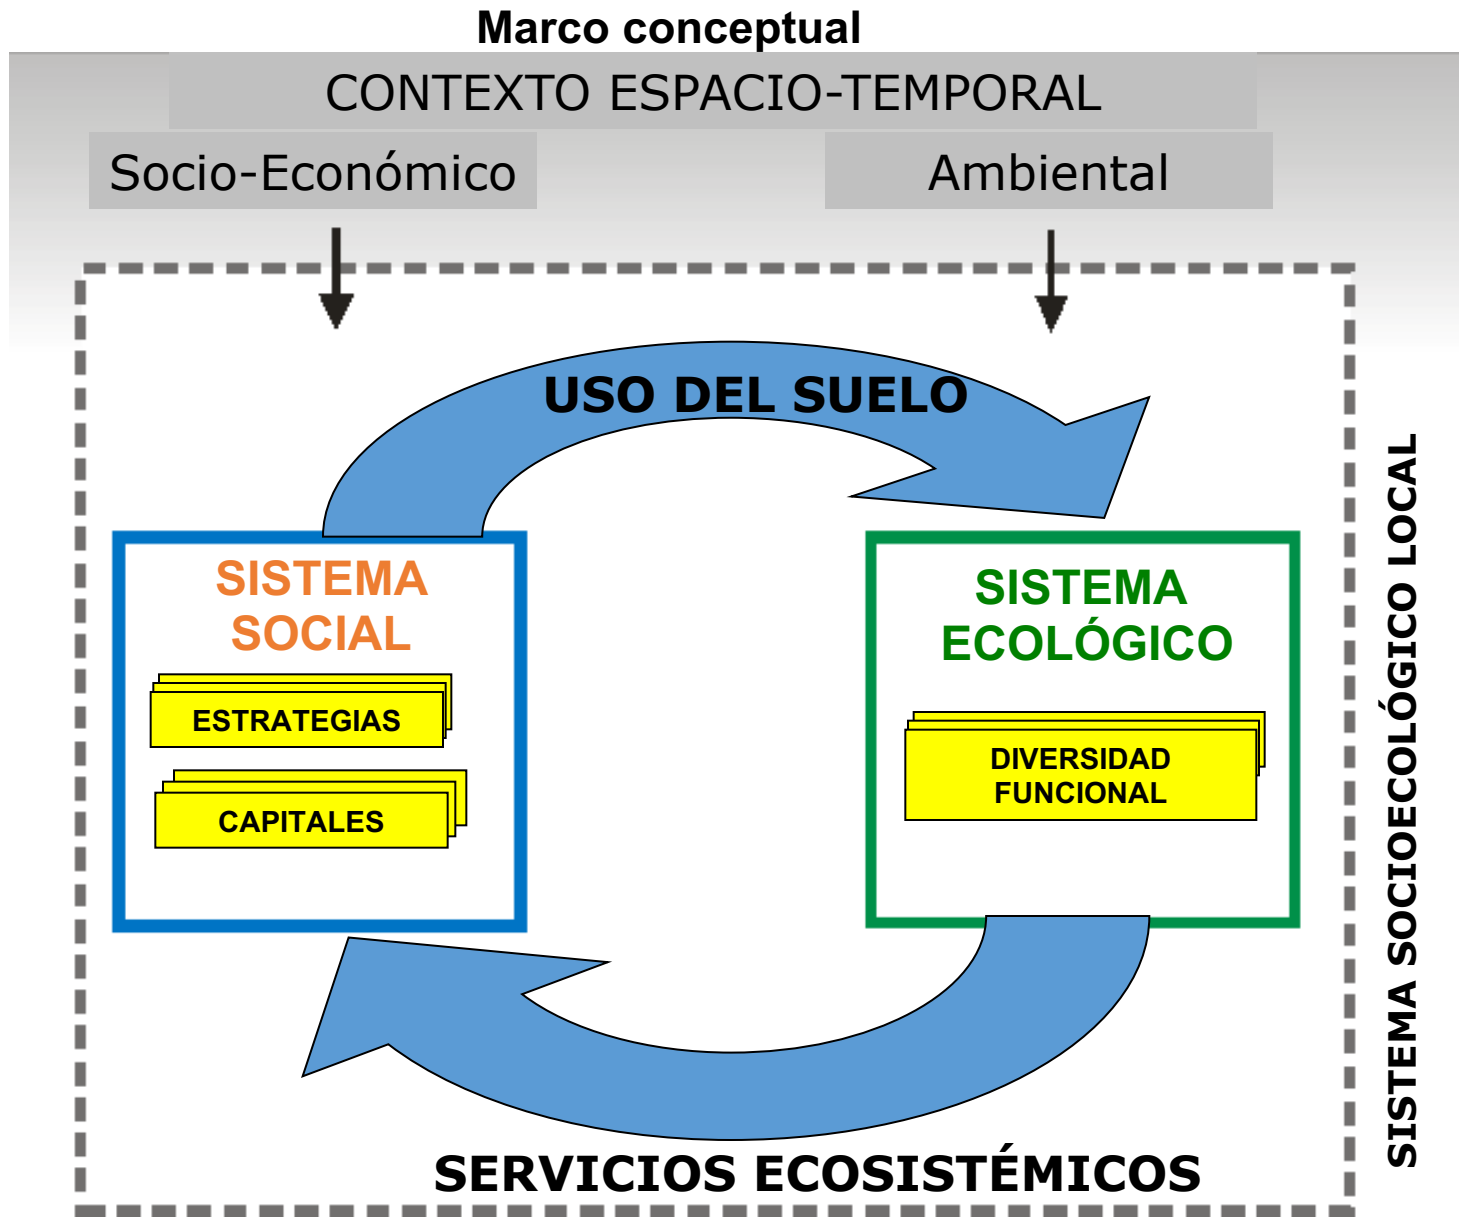 Marco conceptual
CONTEXTO ESPACIO-TEMPORAL
Socio-Económico
Ambiental
USO DEL SUELO
SISTEMA
SOCIAL
ESTRATEGIAS
CAPITALES
SISTEMA
ECOLÓGICO
DIVERSIDAD
FUNCIONAL
SERVICIOS ECOSISTÉMICOS
SISTEMA SOCIOECOLÓGICO LOCAL